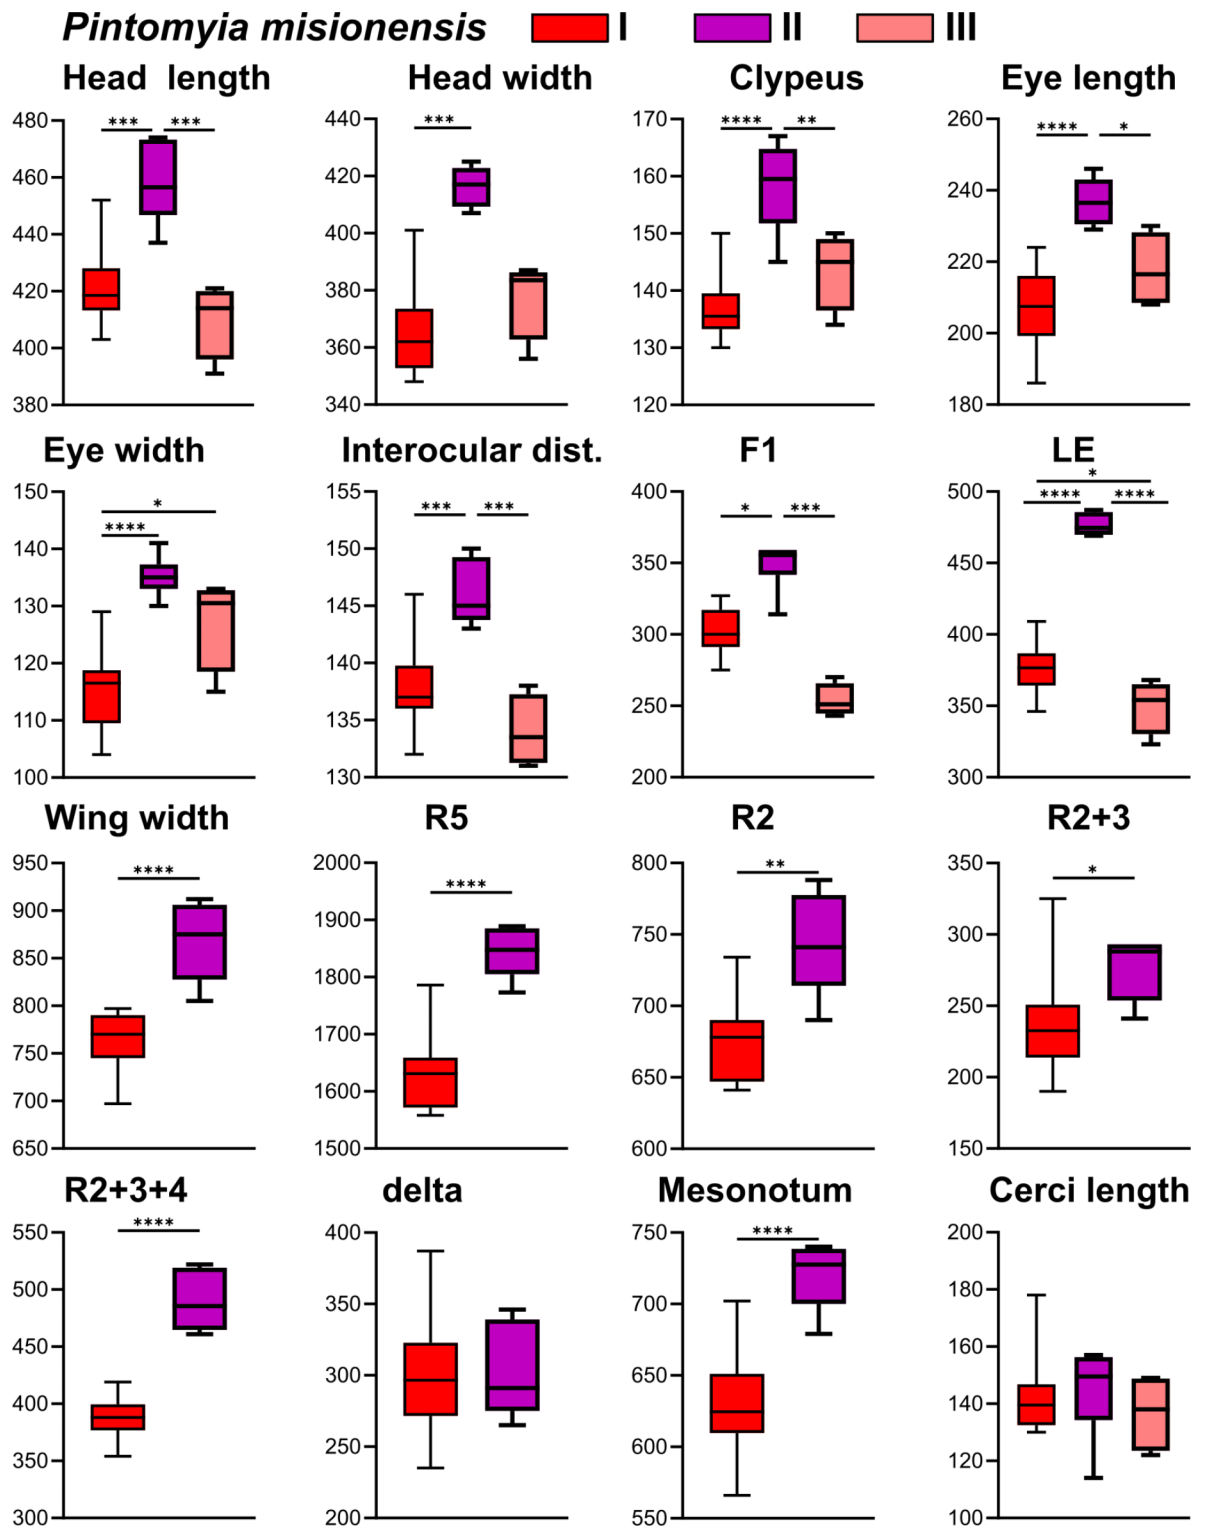 Pintomyia misionensis I II III
Head length Head width Clypeus Eye length
480 460 440 420 400 380 *** ***
440 420 400 380 360 340 ***
170 160 150 140 130 120 **** **
260 240 220 200 180 **** *
Eye width Interocular dist. F1 LE
150 140 130 120 110 100 * ****
155 150 145 140 135 130 *** ***
400 350 300 250 200 * ***
500 450 400 350 300 * **** ****
Wing width R5 R2 R2+3
950 900 850 800 750 700 650 ****
2000 1900 1800 1700 1600 1500 ****
800 750 700 650 600 **
350 300 250 200 150 *
R2+3+4 delta Mesonotum Cerci length
550 500 450 400 350 300 ****
400 350 300 250 200
750 700 650 600 550 ****
200 180 160 140 120 100